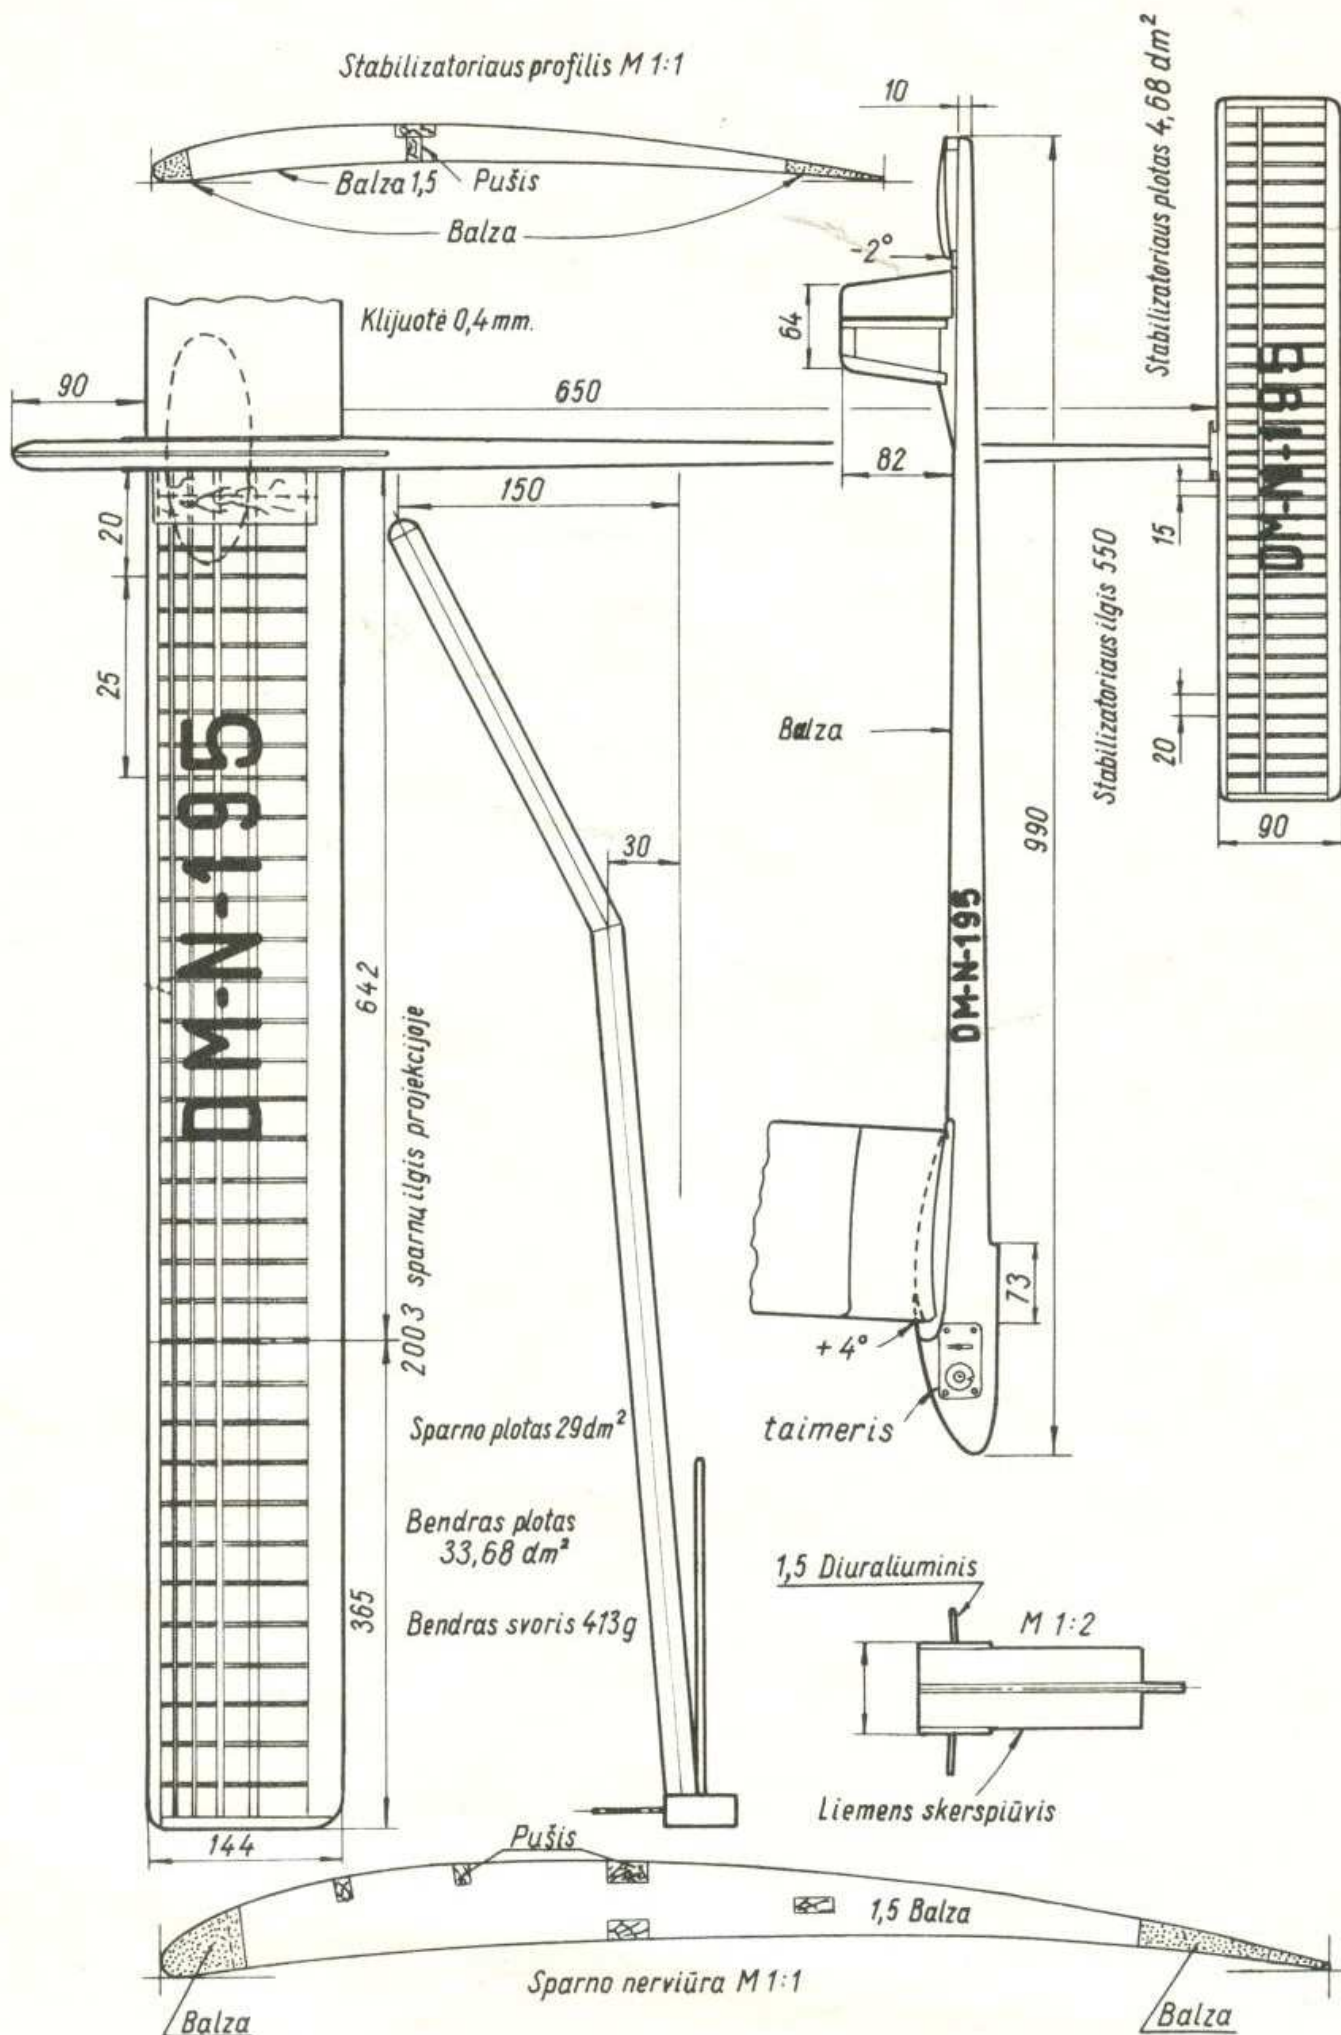 Stabilizatoriaus profilis M 1:1
10
Stabilizatoriaus plotas 4,68 dm²
Balza 1,5
Pušis
Balza
-2°
Klijuotė 0,4 mm.
64
90
650
82
150
20
15
Stabilizatoriaus ilgis 550
DM-N-195
25
Balza
20
90
30
990
DM-N-195
642
DM-N-195
2003 sparnų ilgis projekcijoje
73
+4°
taimeris
Sparno plotas 29dm²
Bendras plotas
33,68 dm²
1,5 Diuraliuminis
365
Bendras svoris 413g
M 1:2
Liemens skerspiūvis
144
Pušis
1,5 Balza
Sparno nerviūra M 1:1
Balza
Balza